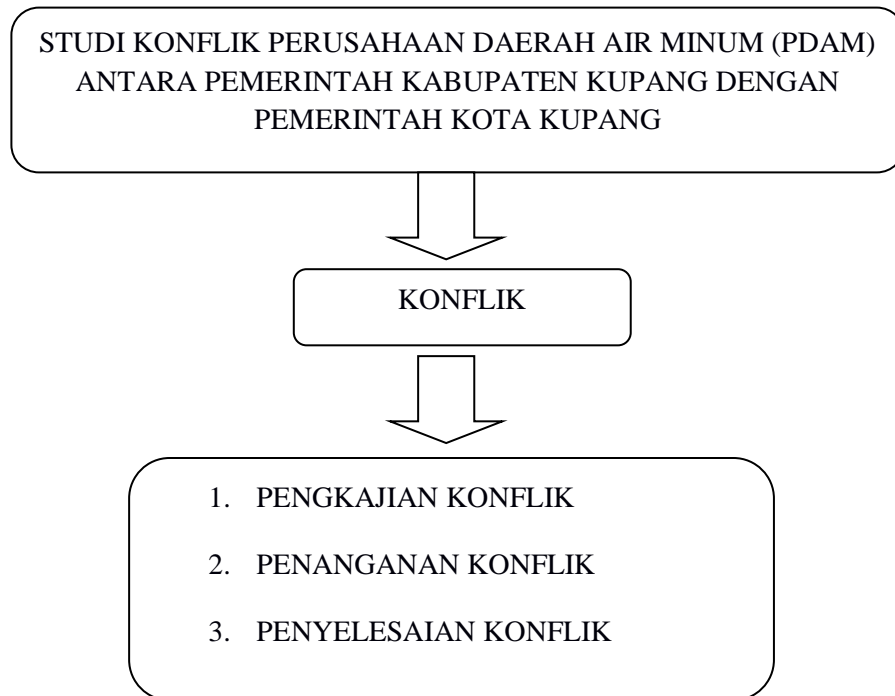 STUDI KONFLIK PERUSAHAAN DAERAH AIR MINUM (PDAM)
ANTARA PEMERINTAH KABUPATEN KUPANG DENGAN
PEMERINTAH KOTA KUPANG
KONFLIK
1. PENGKAJIAN KONFLIK
2. PENANGANAN KONFLIK
3. PENYELESAIAN KONFLIK